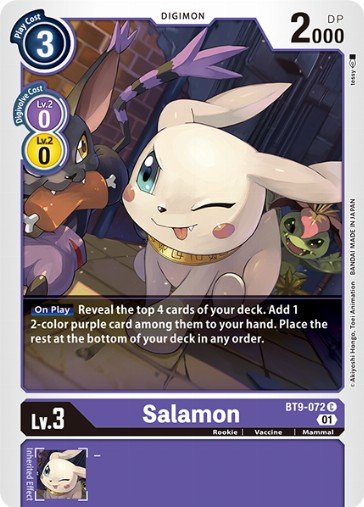 DIGIMON
Play Cost
3
DP
2000
Digivolve Cost
Lv.2
0
Lv.2
0
tessy
On Play Reveal the top 4 cards of your deck. Add 1
2-color purple card among them to your hand. Place the
rest at the bottom of your deck in any order.
© Akiyoshi Hongo, Toei Animation BANDAI MADE IN JAPAN
Lv.3
Salamon
BT9-072 C
01
Rookie | Vaccine | Mammal
Inherited Effect
–